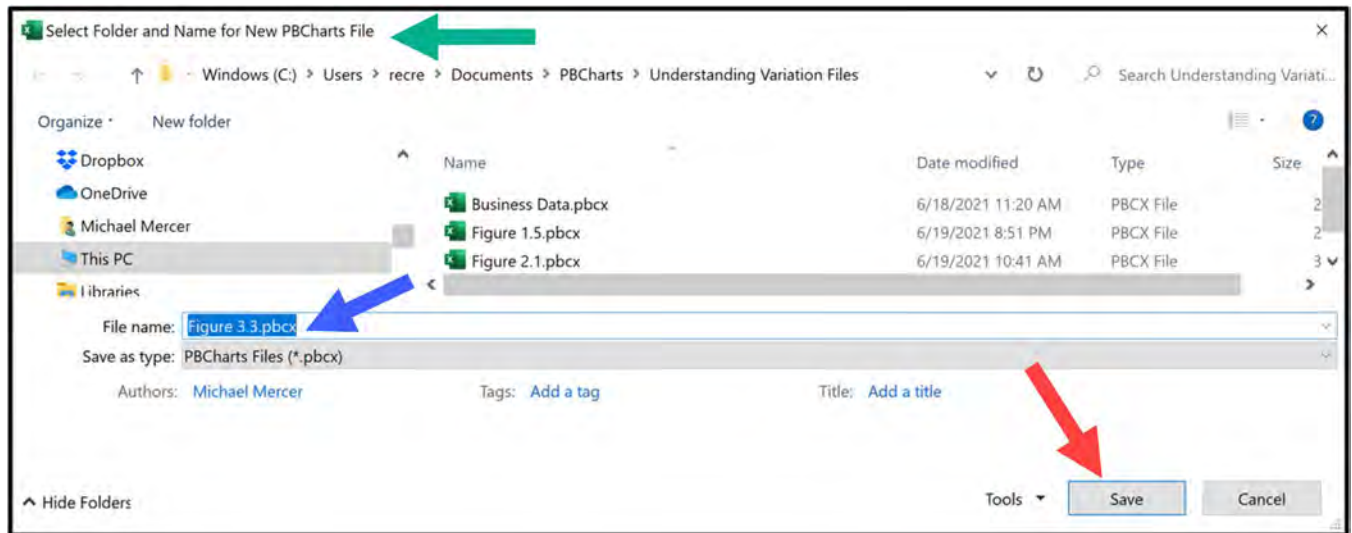 Select Folder and Name for New PBCharts File
Windows (C:) > Users > recre > Documents > PBCharts > Understanding Variation Files
Search Understanding Variati...
Organize
New folder
?
Dropbox
OneDrive
Michael Mercer
This PC
Libraries
Name Date modified Type Size
Business Data.pbcx 6/18/2021 11:20 AM PBCX File 2
Figure 1.5.pbcx 6/19/2021 8:51 PM PBCX File 2
Figure 2.1.pbcx 6/19/2021 10:41 AM PBCX File 3
File name: Figure 3.3.pbcx
Save as type: PBCharts Files (*.pbcx)
Authors: Michael Mercer Tags: Add a tag Title: Add a title
Hide Folders Tools Save Cancel